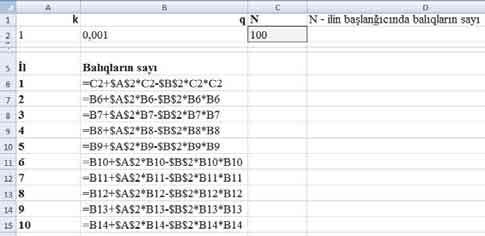 A B C D
1 k q N N - ilin başlanğıcında balıqların sayı
2 1 0,001 100
5 İl Balıqların sayı
6 1 =C2+$A$2*C2-$B$2*C2*C2
7 2 =B6+$A$2*B6-$B$2*B6*B6
8 3 =B7+$A$2*B7-$B$2*B7*B7
9 4 =B8+$A$2*B8-$B$2*B8*B8
10 5 =B9+$A$2*B9-$B$2*B9*B9
11 6 =B10+$A$2*B10-$B$2*B10*B10
12 7 =B11+$A$2*B11-$B$2*B11*B11
13 8 =B12+$A$2*B12-$B$2*B12*B12
14 9 =B13+$A$2*B13-$B$2*B13*B13
15 10 =B14+$A$2*B14-$B$2*B14*B14